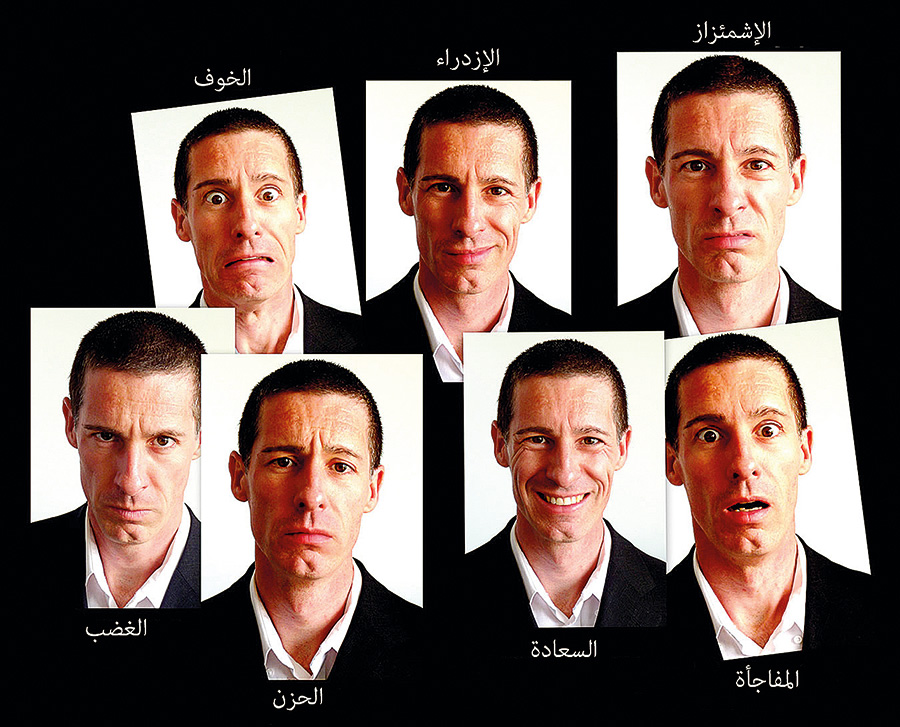 الإشمئزاز
الإزدراء
الخوف
المفاجأة
السعادة
الحزن
الغضب